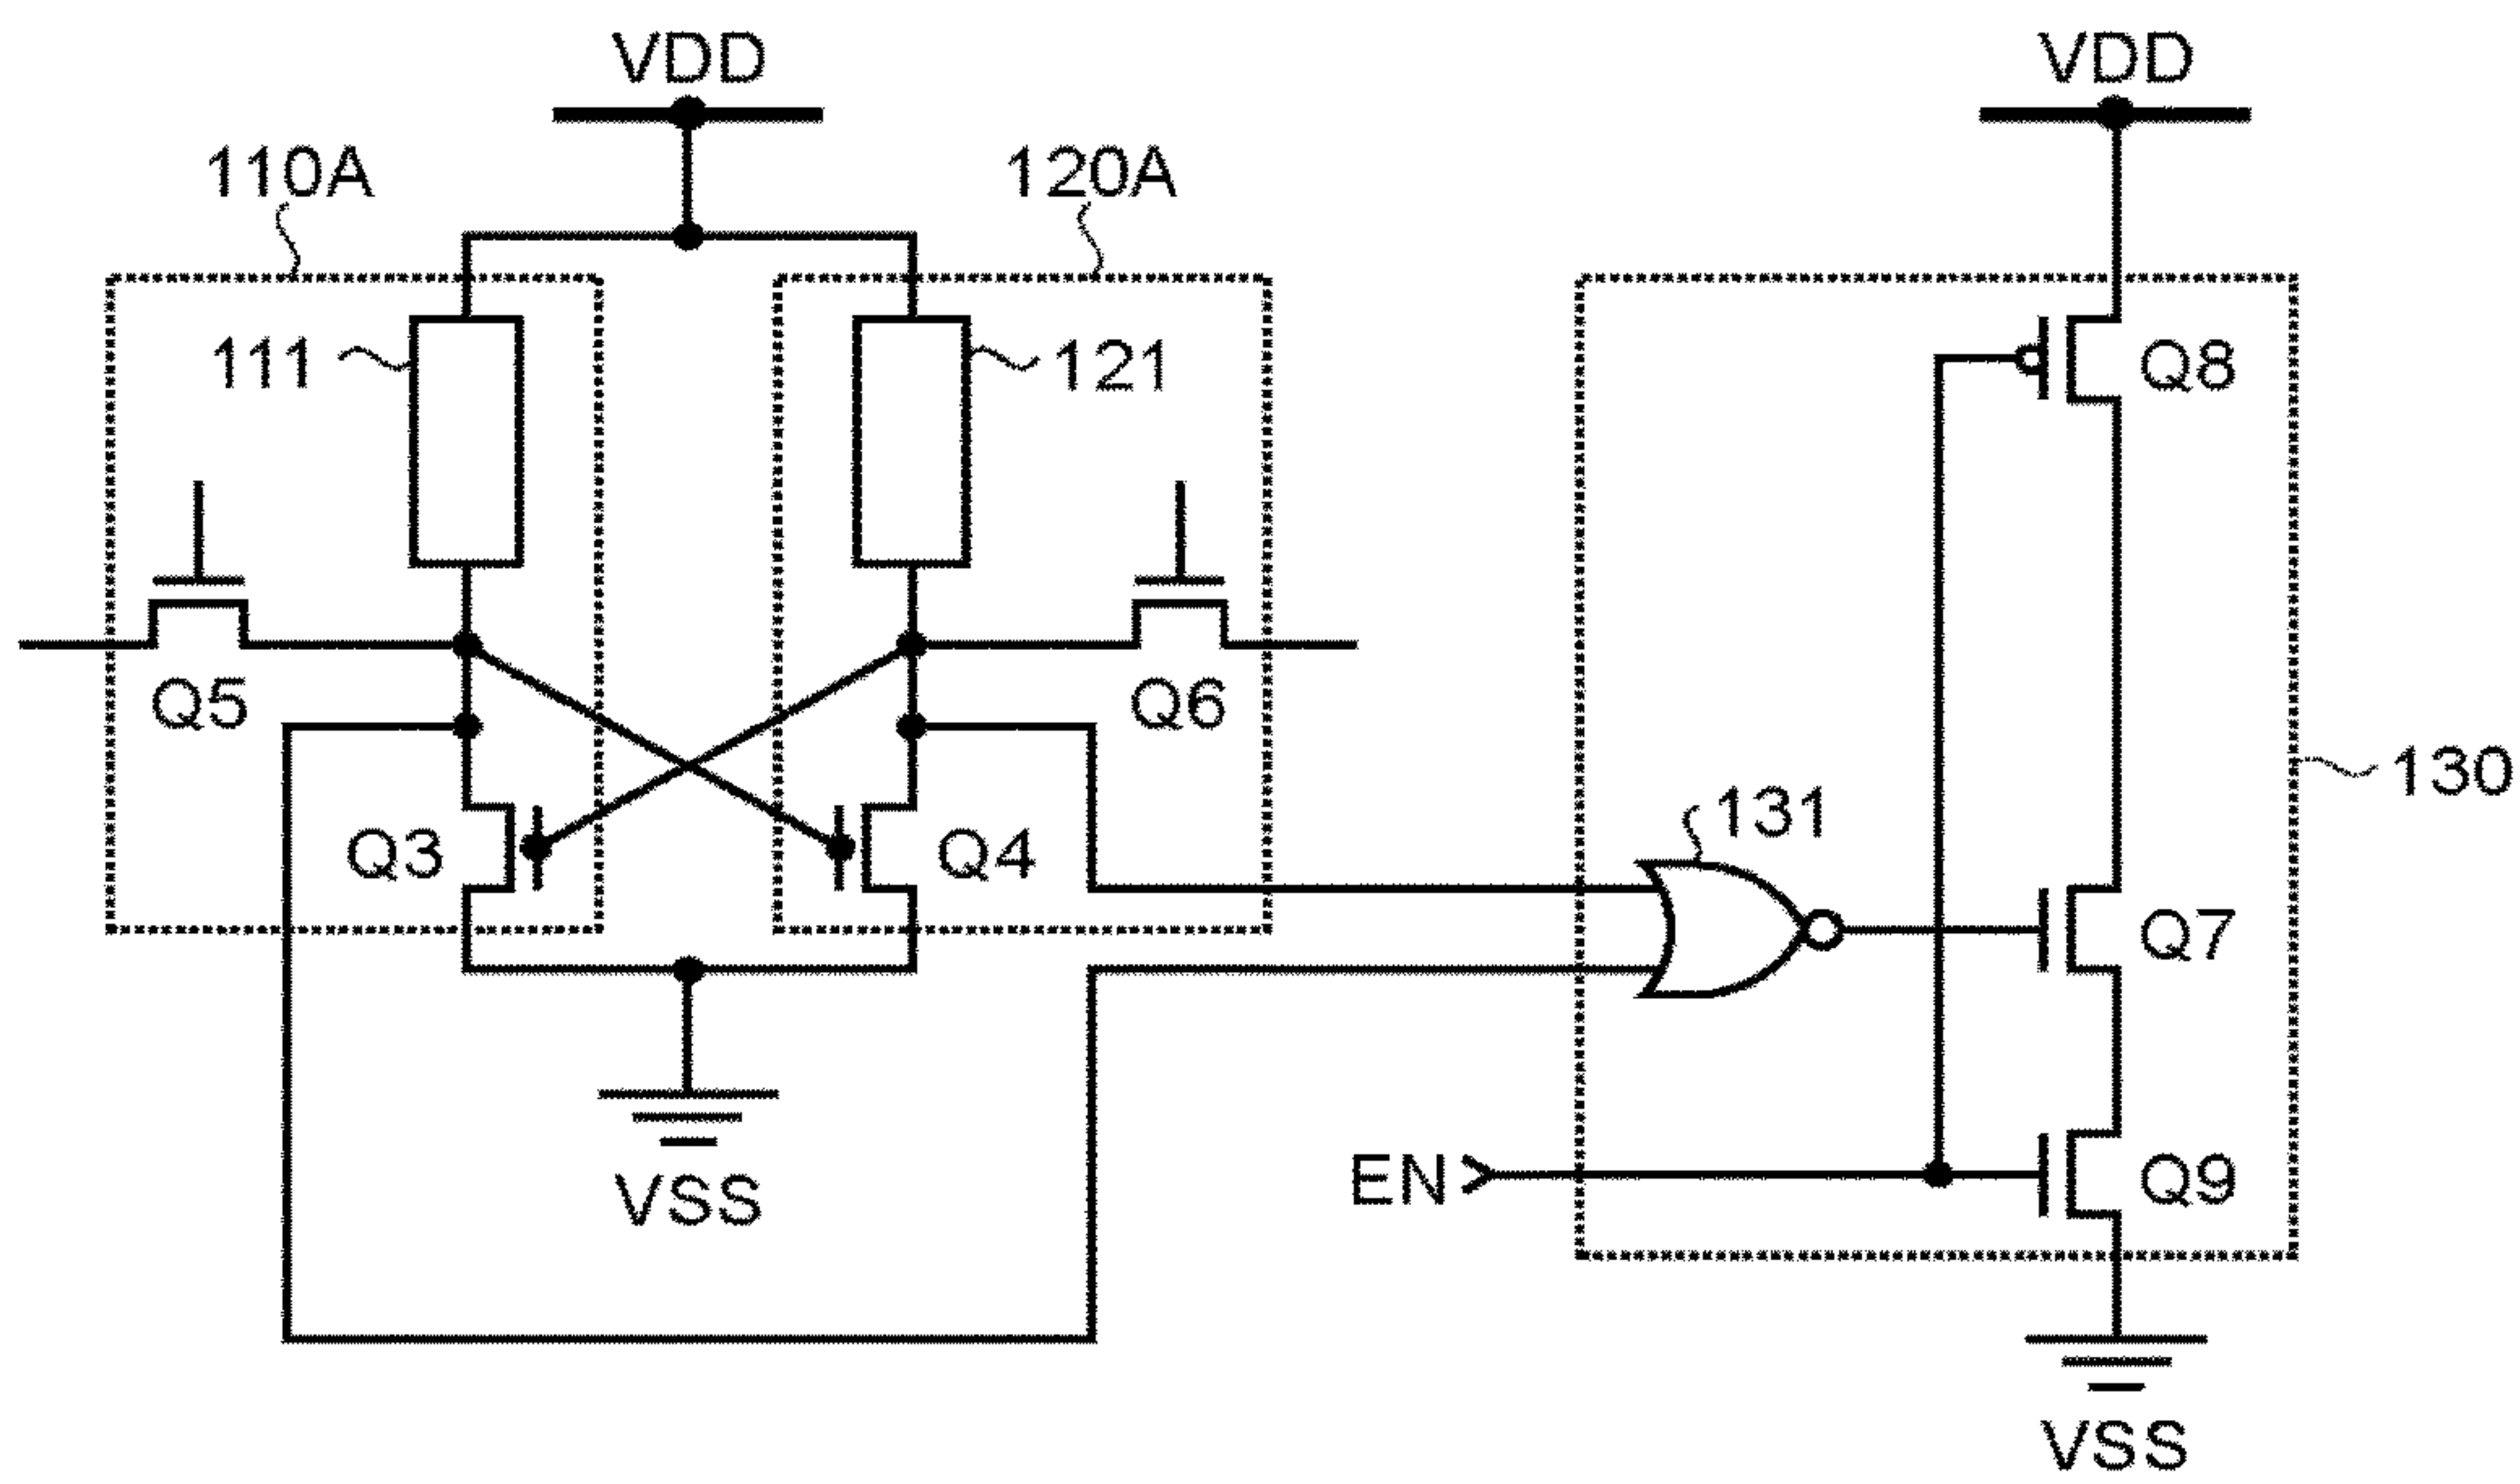 VDD
VDD
110A
120A
111
121
Q8
Q5
Q6
130
131
Q3
Q4
Q7
EN
Q9
VSS
VSS